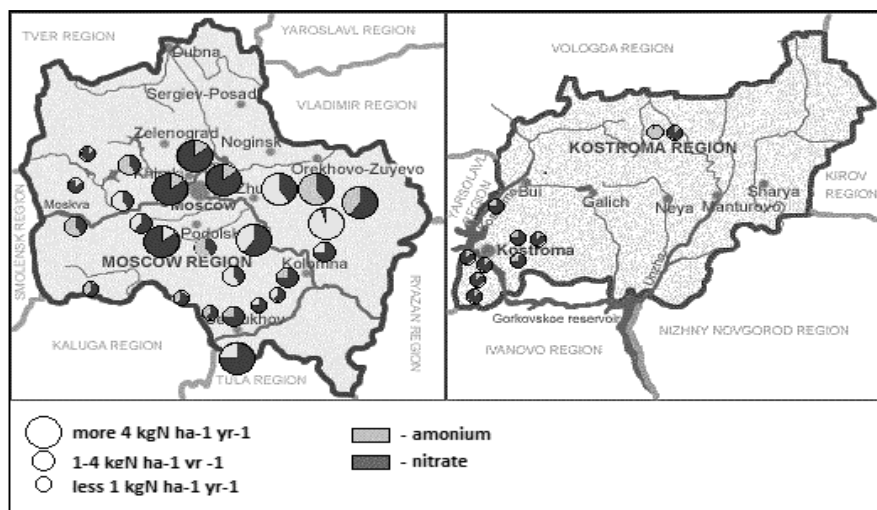 TVER REGION
YAROSLAVL REGION
Dubna
Sergiev-Posad
VLADIMIR REGION
Zelenograd
Noginsk
Orekhovo-Zuyevo
Moskva
MOSCOW
Zhu
SMOLENSK REGION
Podolsk
MOSCOW REGION
Kolomna
RYAZAN REGION
KALUGA REGION
TULA REGION
VOLOGDA REGION
KOSTROMA REGION
YARSOLAVL REGION
KIROV REGION
Bui
Galich
Neya
Manturovo
Sharya
Kostroma
Unzha
Gorkovskoe reservoir
NIZHNY NOVGOROD REGION
IVANOVO REGION
more 4 kgN ha-1 yr-1
1-4 kgN ha-1 yr -1
less 1 kgN ha-1 yr-1
- amonium
- nitrate